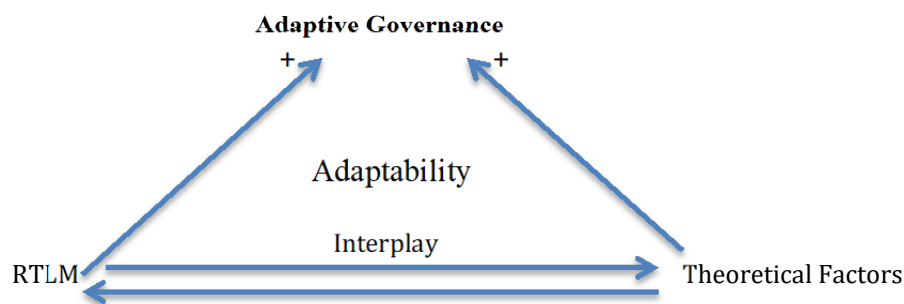 Adaptive Governance
+ +
Adaptability
Interplay
RTLM Theoretical Factors